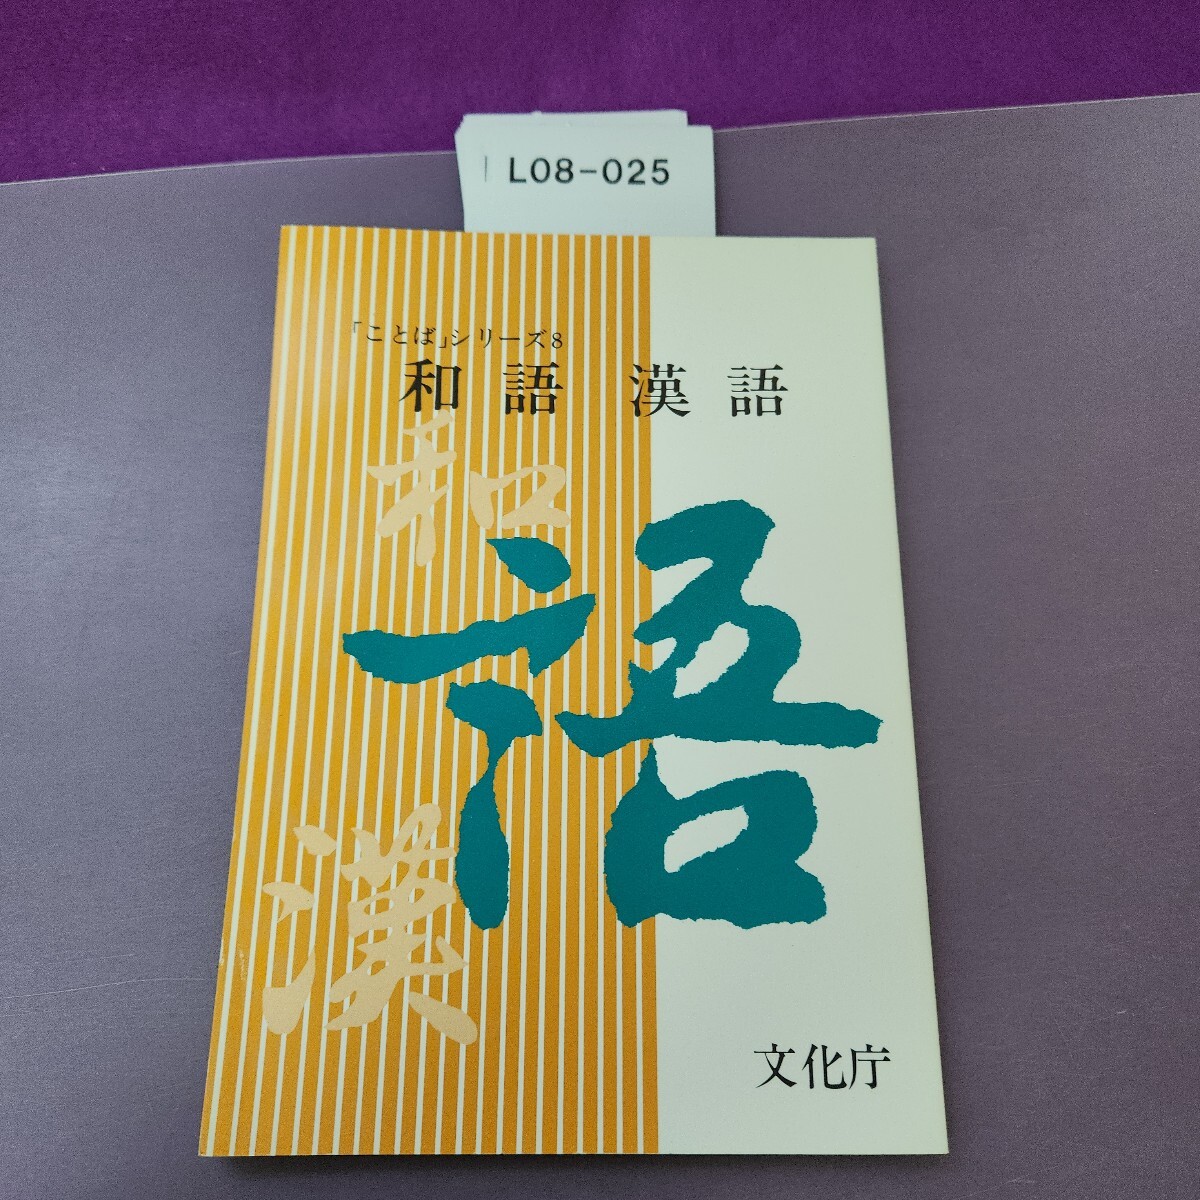 L08-025
「ことば」シリーズ8
和語 漢語
和
語
漢
文化庁